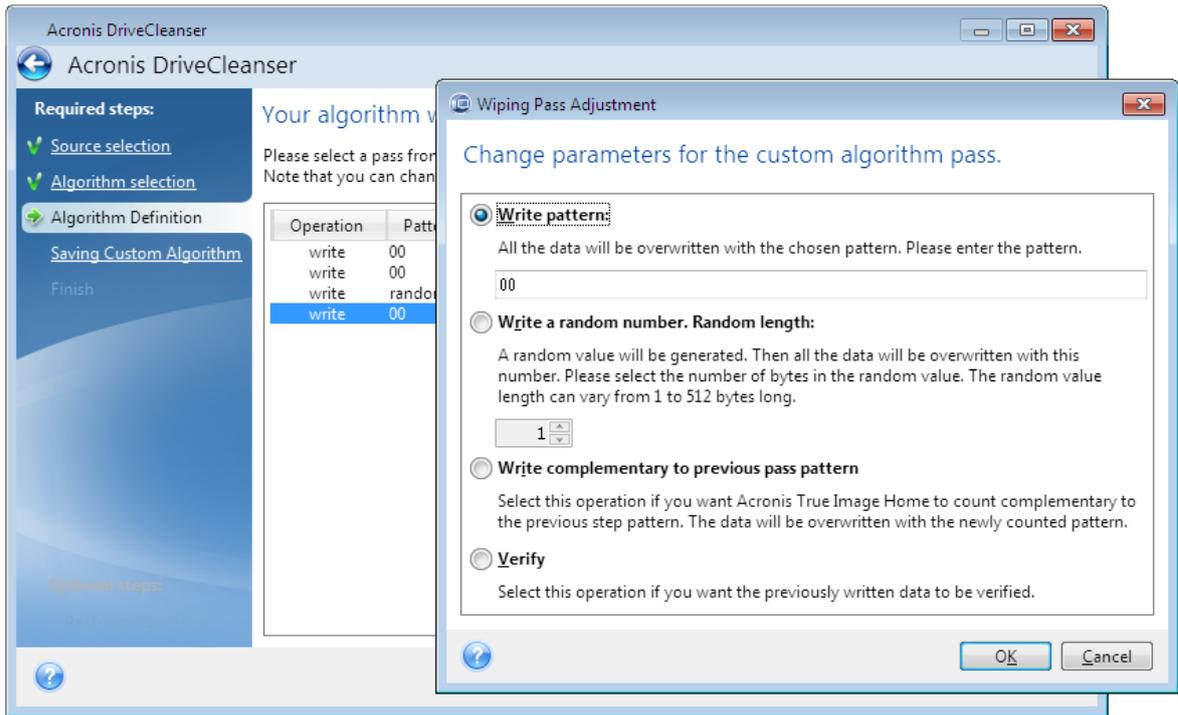 Acronis DriveCleanser
Acronis DriveCleanser
Required steps:
Source selection
Algorithm selection
Algorithm Definition
Saving Custom Algorithm
Finish
Optional steps:
Your algorithm
Please select a pass
Note that you can
Operation
write 00
write 00
write
write 00
Wiping Pass Adjustment
Change parameters for the custom algorithm pass.
Write pattern:
All the data will be overwritten with the chosen pattern. Please enter the pattern.
00
Write a random number. Random length:
A random value will be generated. Then all the data will be overwritten with this
number. Please select the number of bytes in the random value. The random value
length can vary from 1 to 512 bytes long.
1
Write complementary to previous pass pattern
Select this operation if you want Acronis True Image Home to count complementary to
the previous step pattern. The data will be overwritten with the newly counted pattern.
Verify
Select this operation if you want the previously written data to be verified.
OK
Cancel